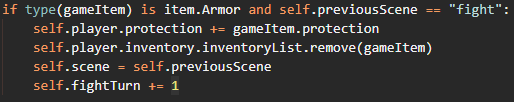 if type(gameItem) is item.Armor and self.previousScene == "fight":
    self.player.protection += gameItem.protection
    self.player.inventory.inventoryList.remove(gameItem)
    self.scene = self.previousScene
    self.fightTurn += 1